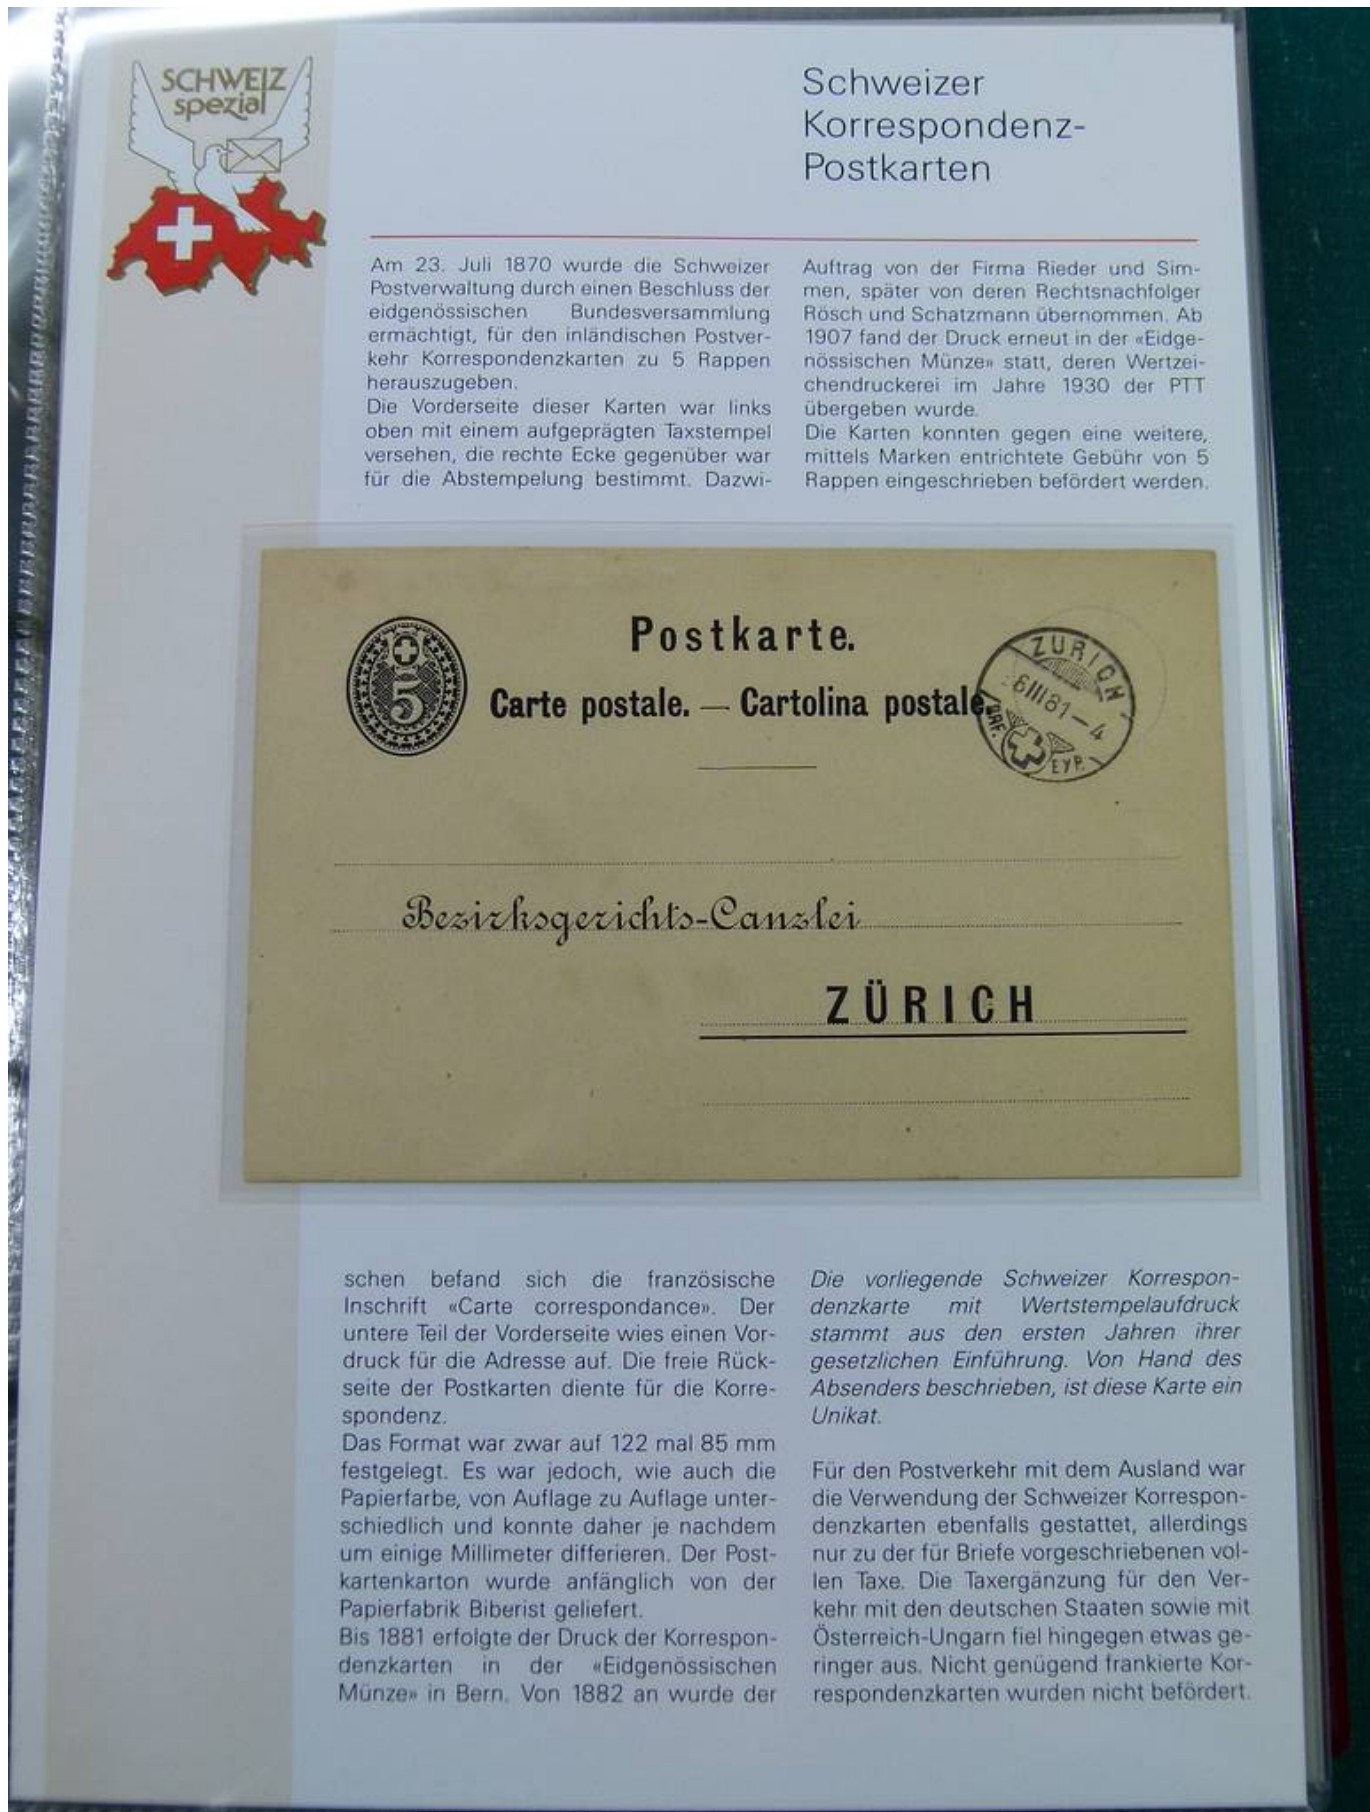 SCHWEIZ
spezial
Schweizer
Korrespondenz-
Postkarten
Am 23. Juli 1870 wurde die Schweizer
Postverwaltung durch einen Beschluss der
eidgenössischen Bundesversammlung
ermächtigt, für den inländischen Postver-
kehr Korrespondenzkarten zu 5 Rappen
herauszugeben.
Die Vorderseite dieser Karten war links
oben mit einem aufgeprägten Taxstempel
versehen, die rechte Ecke gegenüber war
für die Abstempelung bestimmt. Dazwi-
Auftrag von der Firma Rieder und Sim-
men, später von deren Rechtsnachfolger
Rösch und Schatzmann übernommen. Ab
1907 fand der Druck erneut in der «Eidge-
nössischen Münze» statt, deren Wertzei-
chendruckerei im Jahre 1930 der PTT
übergeben wurde.
Die Karten konnten gegen eine weitere,
mittels Marken entrichtete Gebühr von 5
Rappen eingeschrieben befördert werden.
5
Postkarte.
Carte postale. — Cartolina postale.
ZÜRICH
6 III 81 – 4
BRF. EXP.
Bezirksgerichts-Canzlei
ZÜRICH
schen befand sich die französische
Inschrift «Carte correspondance». Der
untere Teil der Vorderseite wies einen Vor-
druck für die Adresse auf. Die freie Rück-
seite der Postkarten diente für die Korre-
spondenz.
Das Format war zwar auf 122 mal 85 mm
festgelegt. Es war jedoch, wie auch die
Papierfarbe, von Auflage zu Auflage unter-
schiedlich und konnte daher je nachdem
um einige Millimeter differieren. Der Post-
kartenkarton wurde anfänglich von der
Papierfabrik Biberist geliefert.
Bis 1881 erfolgte der Druck der Korrespon-
denzkarten in der «Eidgenössischen
Münze» in Bern. Von 1882 an wurde der
Die vorliegende Schweizer Korrespon-
denzkarte mit Wertstempelaufdruck
stammt aus den ersten Jahren ihrer
gesetzlichen Einführung. Von Hand des
Absenders beschrieben, ist diese Karte ein
Unikat.
Für den Postverkehr mit dem Ausland war
die Verwendung der Schweizer Korrespon-
denzkarten ebenfalls gestattet, allerdings
nur zu der für Briefe vorgeschriebenen vol-
len Taxe. Die Taxergänzung für den Ver-
kehr mit den deutschen Staaten sowie mit
Österreich-Ungarn fiel hingegen etwas ge-
ringer aus. Nicht genügend frankierte Kor-
respondenzkarten wurden nicht befördert.